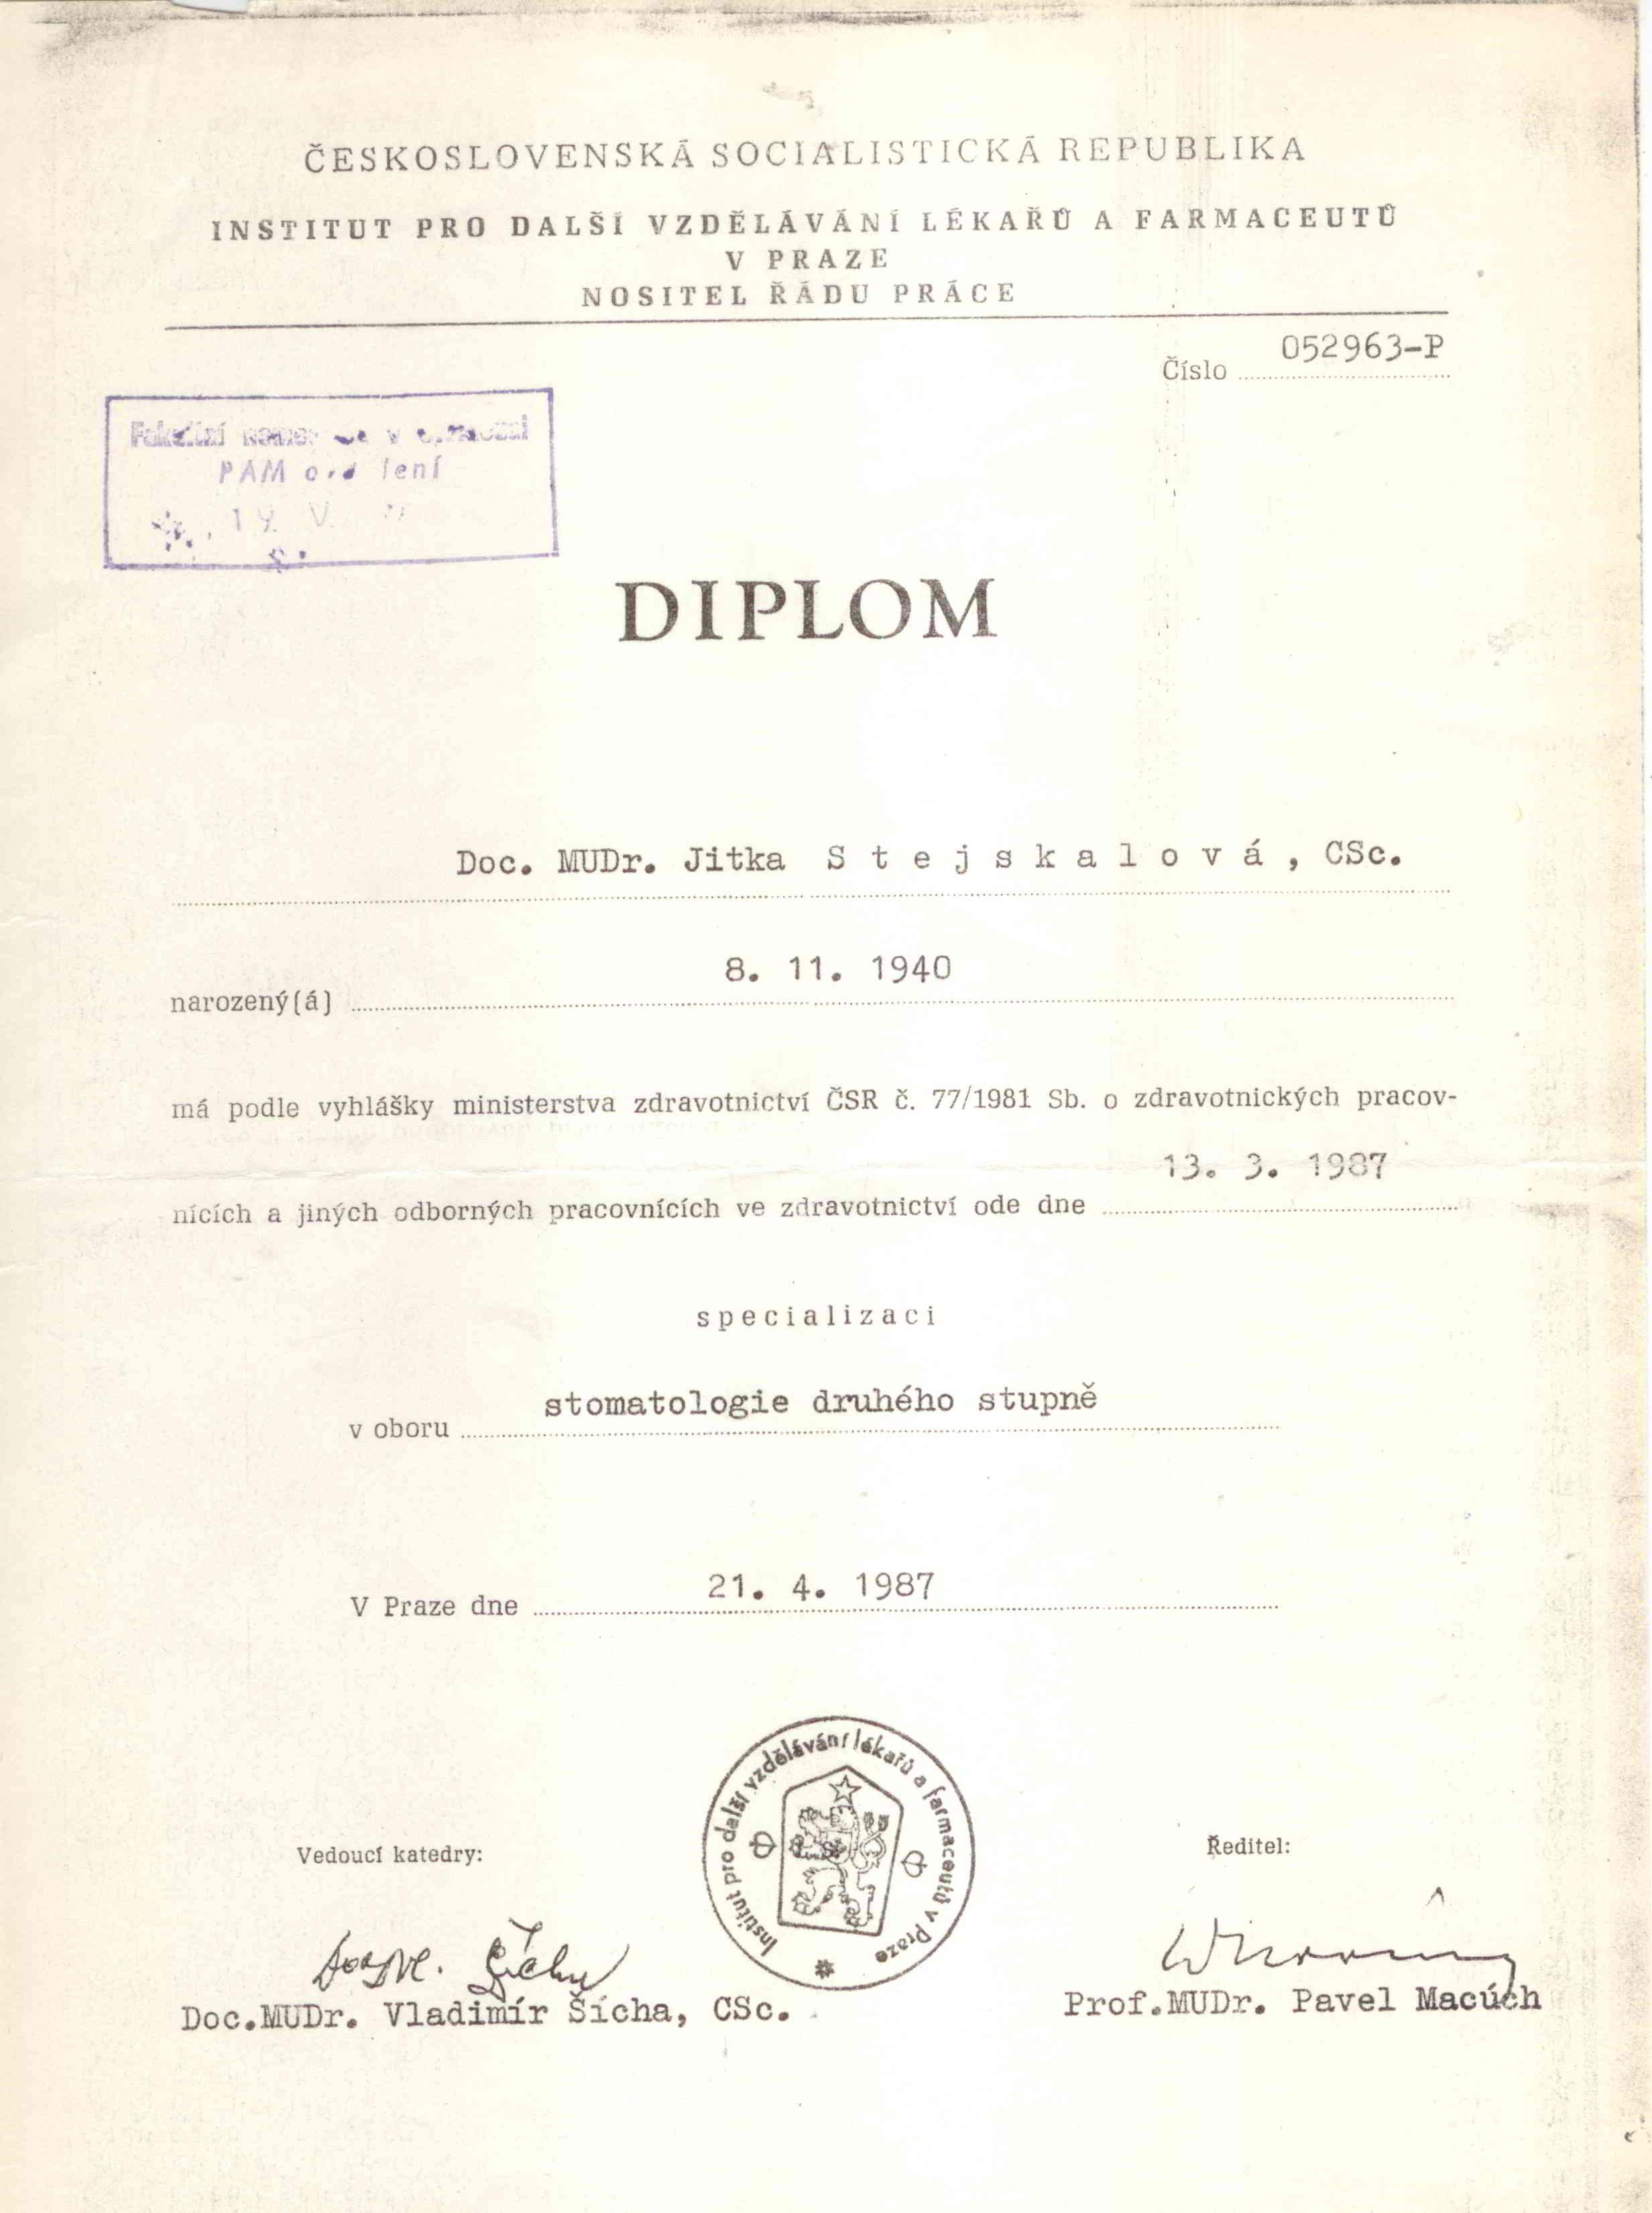 ČESKOSLOVENSKÁ SOCIALISTICKÁ REPUBLIKA
INSTITUT PRO DALŠÍ VZDĚLÁVÁNÍ LÉKAŘŮ A FARMACEUTŮ
V PRAZE
NOSITEL ŘÁDU PRÁCE
Číslo 052963-P
PAM
DIPLOM
Doc. MUDr. Jitka Stejskalová, CSc.
narozený(á) 8. 11. 1940
má podle vyhlášky ministerstva zdravotnictví ČSR č. 77/1981 Sb. o zdravotnických pracov-
nících a jiných odborných pracovnících ve zdravotnictví ode dne 13. 3. 1987
specializaci
v oboru stomatologie druhého stupně
V Praze dne 21. 4. 1987
Institut pro další vzdělávání lékařů a farmaceutů v Praze
Vedoucí katedry:
Ředitel:
Doc.MUDr. Vladimír Šícha, CSc.
Prof.MUDr. Pavel Macúch